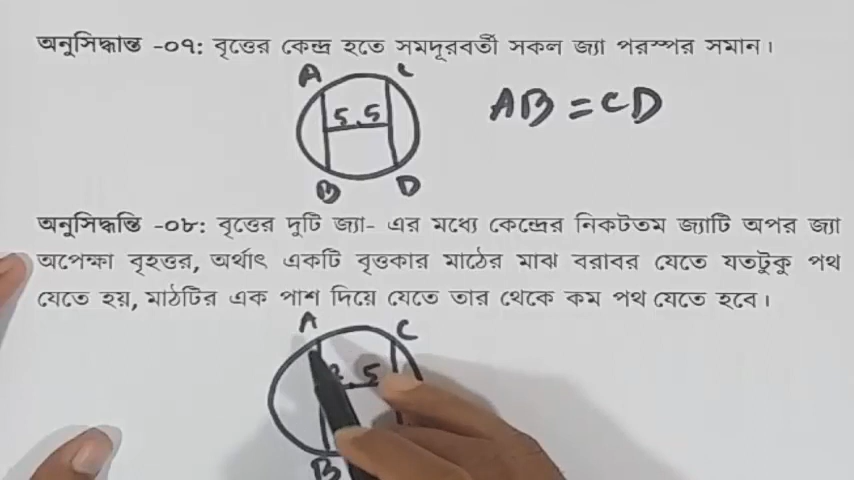 অনুসিদ্ধান্ত -০৭: বৃত্তের কেন্দ্র হতে সমদূরবর্তী সকল জ্যা পরস্পর সমান।
A C
5 5
AB = CD
B D
অনুসিদ্ধান্তি -০৮: বৃত্তের দুটি জ্যা- এর মধ্যে কেন্দ্রের নিকটতম জ্যাটি অপর জ্যা
অপেক্ষা বৃহত্তর, অর্থাৎ একটি বৃত্তকার মাঠের মাঝ বরাবর যেতে যতটুকু পথ
যেতে হয়, মাঠটির এক পাশ দিয়ে যেতে তার থেকে কম পথ যেতে হবে।
A C
5
B